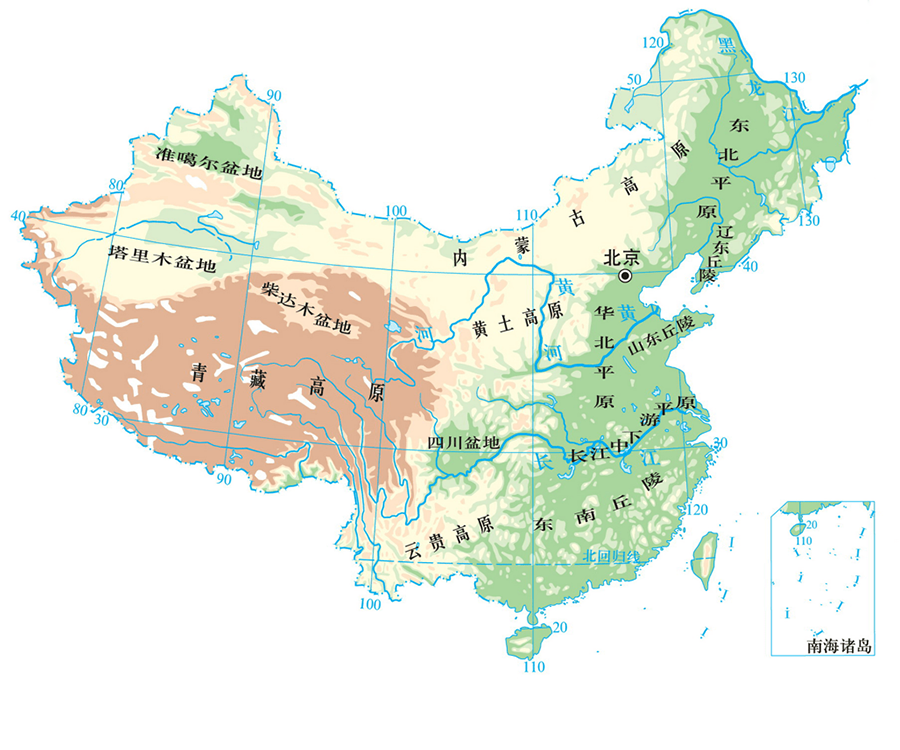 120
黑
50
130
龙
江
90
东北平原
准噶尔盆地
内蒙古高原
80
40
100
110
130
辽东丘陵
塔里木盆地
北京
40
柴达木盆地
黄河
黄土高原
华北平原
黄
河
山东丘陵
青藏高原
80
30
四川盆地
长江中下游平原
长
江
30
90
东南丘陵
120
云贵高原
北回归线
100
20
110
20
110
南海诸岛